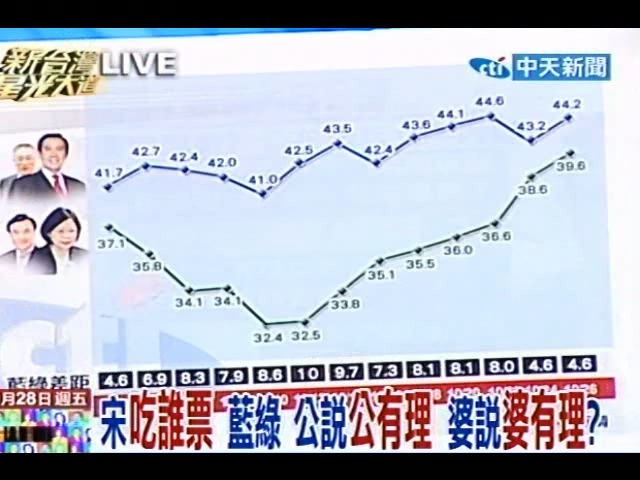 新台灣 LIVE
星光大道
cti 中天新聞
41.7 42.7 42.4 42.0 41.0 42.5 43.5 42.4 43.6 44.1 44.6 43.2 44.2
37.1 35.8 34.1 34.1 32.4 32.5 33.8 35.1 35.5 36.0 36.6 38.6 39.6
藍綠差距 4.6 6.9 8.3 7.9 8.6 10 9.7 7.3 8.1 8.1 8.0 4.6 4.6
月28日週五
宋吃誰票 藍綠 公說公有理 婆說婆有理?